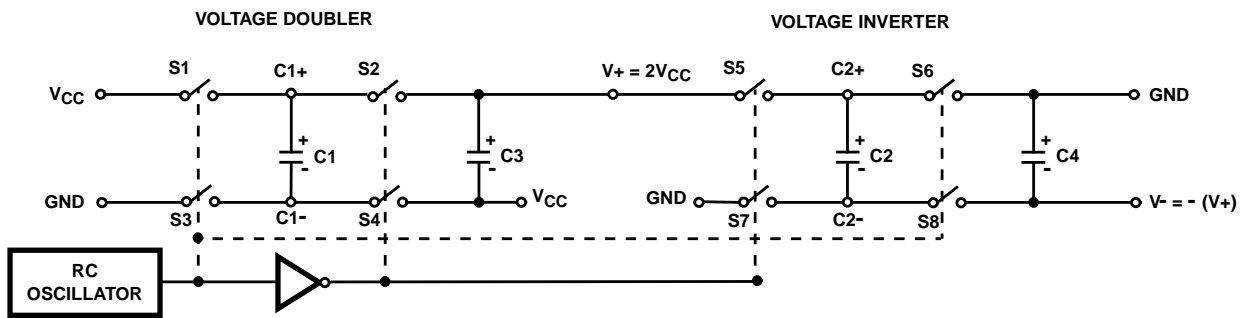 VOLTAGE DOUBLER
VOLTAGE INVERTER
S1 C1+ S2 V+ = 2VCC S5 C2+ S6
VCC GND
+ + + +
C1 C3 C2 C4
- - - -
GND VCC GND V- = - (V+)
S3 C1- S4 S7 C2- S8
RC
OSCILLATOR